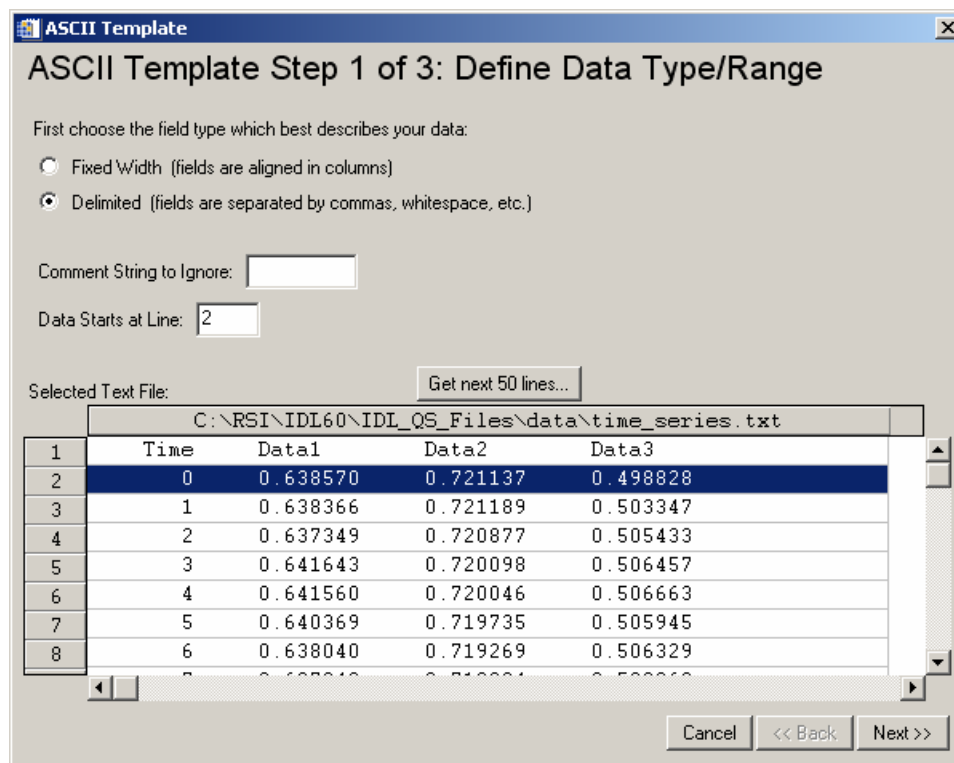 ASCII Template
ASCII Template Step 1 of 3: Define Data Type/Range
First choose the field type which best describes your data:
Fixed Width (fields are aligned in columns)
Delimited (fields are separated by commas, whitespace, etc.)
Comment String to Ignore:
Data Starts at Line: 2
Selected Text File: Get next 50 lines...
C:\RSI\IDL60\IDL_QS_Files\data\time_series.txt
1 Time Data1 Data2 Data3
2 0 0.638570 0.721137 0.498828
3 1 0.638366 0.721189 0.503347
4 2 0.637349 0.720877 0.505433
5 3 0.641643 0.720098 0.506457
6 4 0.641560 0.720046 0.506663
7 5 0.640369 0.719735 0.505945
8 6 0.638040 0.719269 0.506329
Cancel << Back Next >>